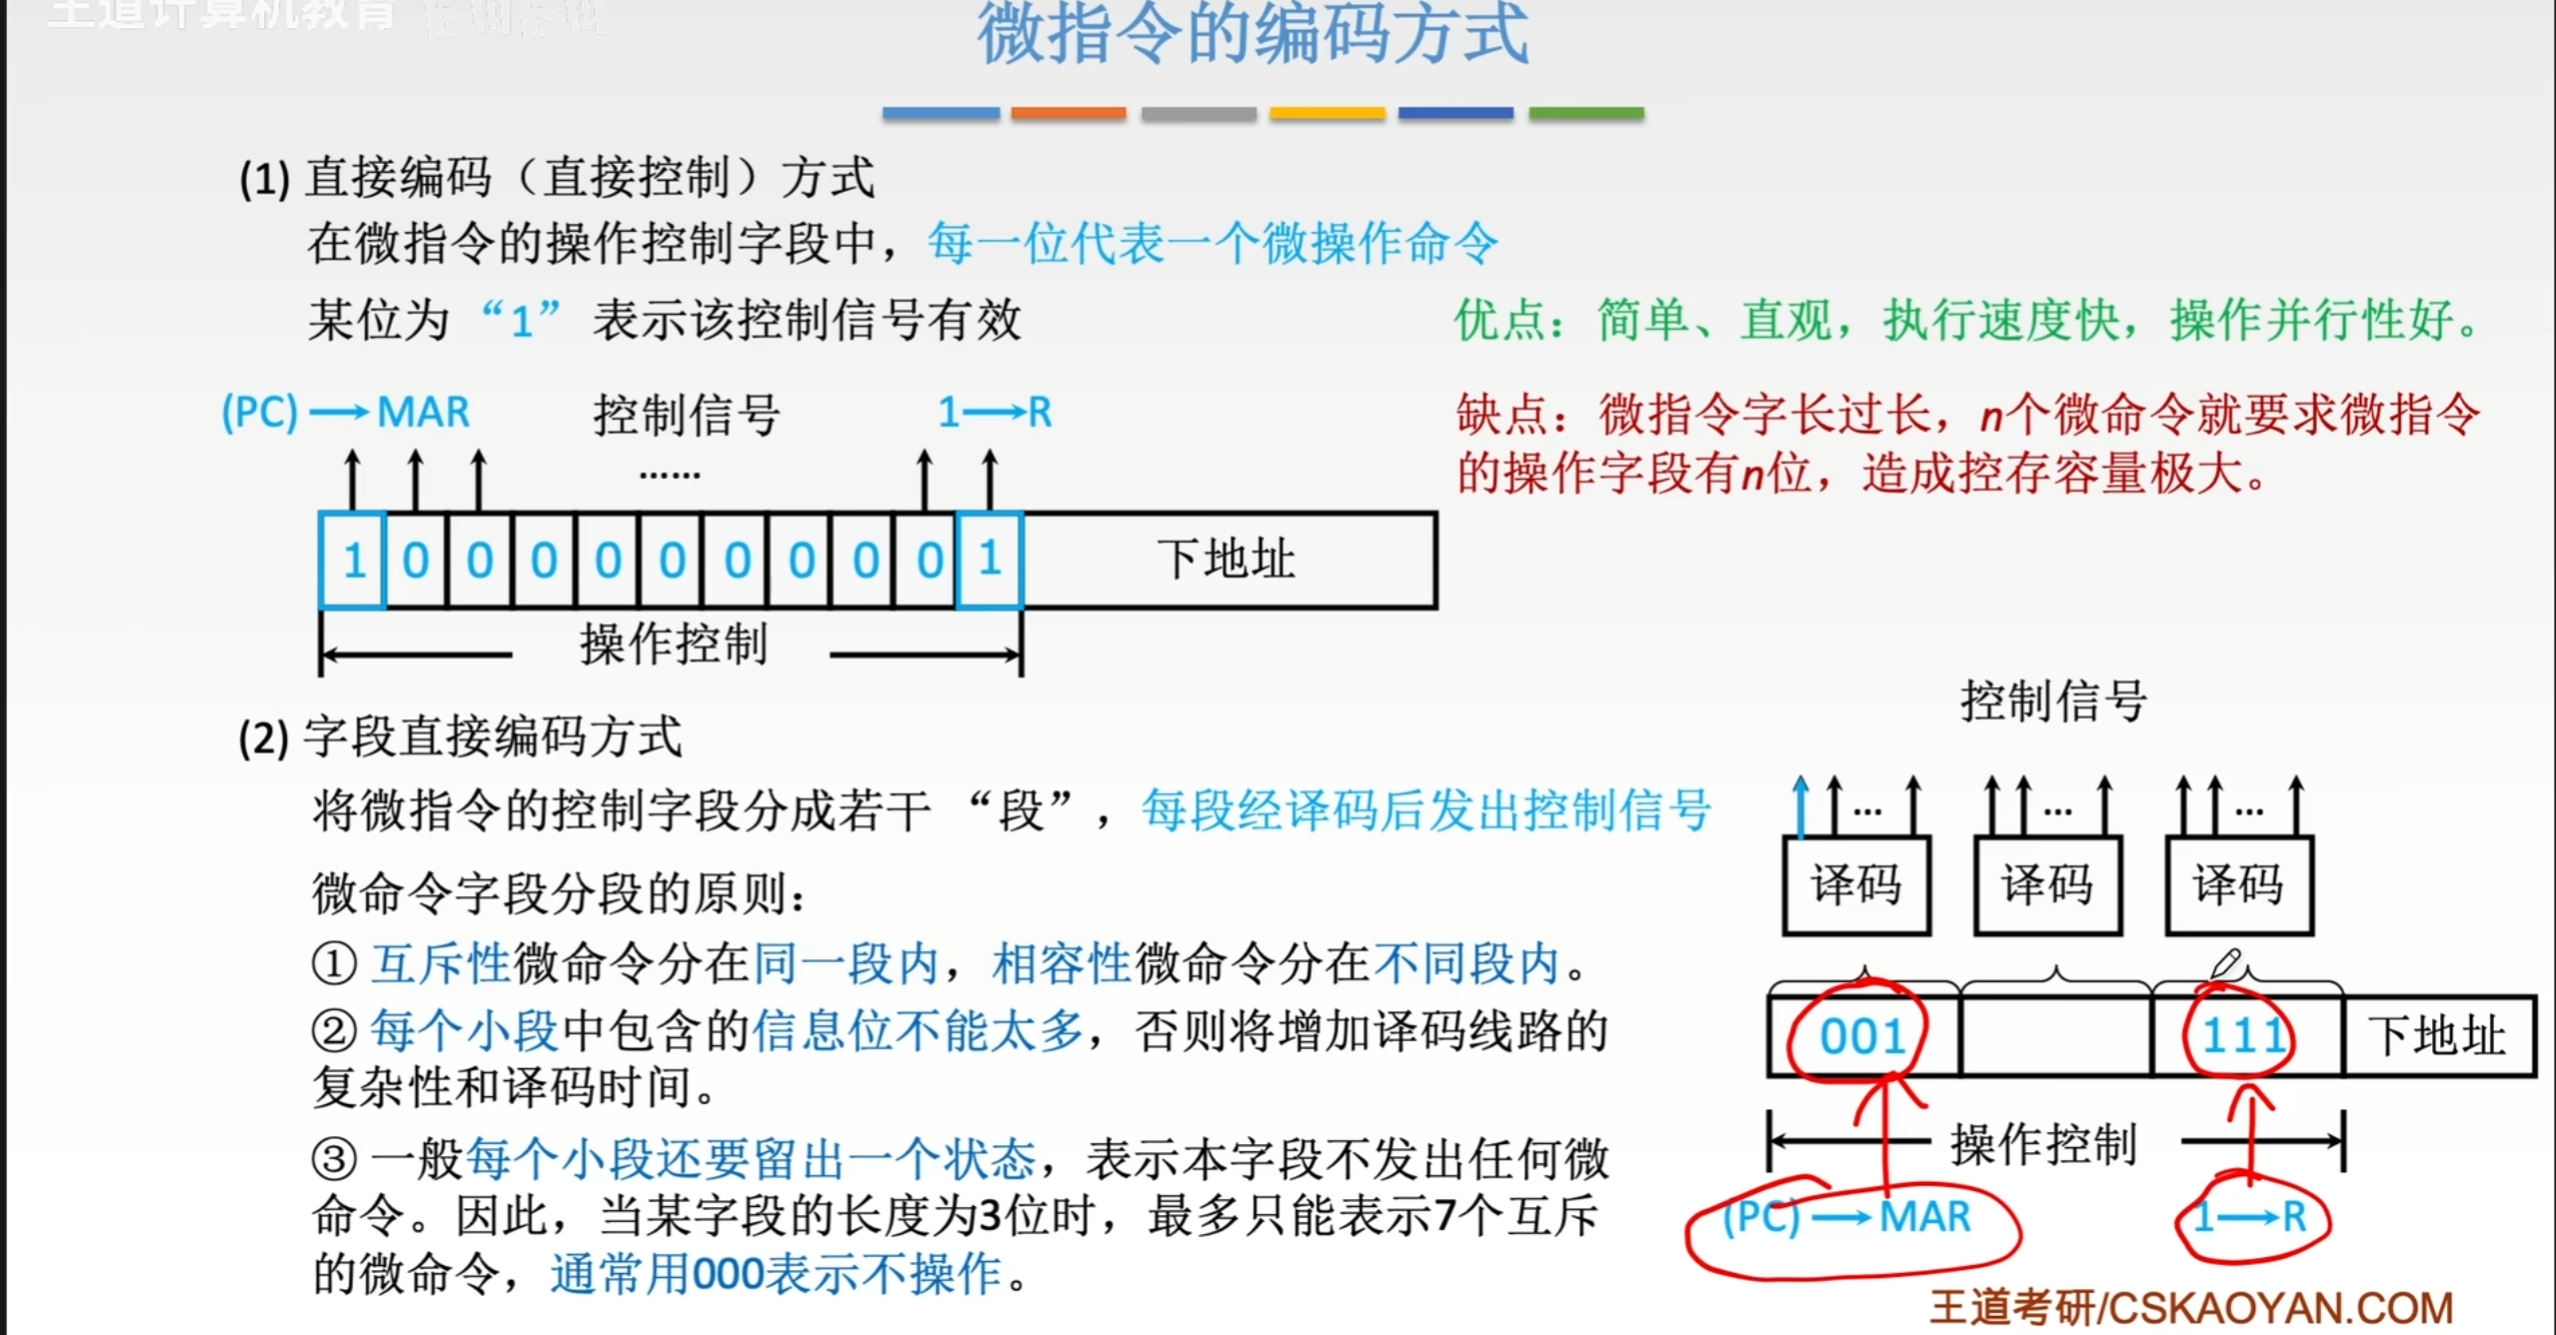 王道计算机教育
微指令的编码方式
(1) 直接编码（直接控制）方式
在微指令的操作控制字段中，每一位代表一个微操作命令
某位为 “1” 表示该控制信号有效
优点：简单、直观，执行速度快，操作并行性好。
缺点：微指令字长过长，n个微命令就要求微指令
的操作字段有n位，造成控存容量极大。
(PC)→MAR 控制信号 1→R
……
1 0 0 0 0 0 0 0 0 0 1 下地址
操作控制
(2) 字段直接编码方式
将微指令的控制字段分成若干 “段”，每段经译码后发出控制信号
微命令字段分段的原则：
① 互斥性微命令分在同一段内，相容性微命令分在不同段内。
② 每个小段中包含的信息位不能太多，否则将增加译码线路的
复杂性和译码时间。
③ 一般每个小段还要留出一个状态，表示本字段不发出任何微
命令。因此，当某字段的长度为3位时，最多只能表示7个互斥
的微命令，通常用000表示不操作。
控制信号
… … …
译码 译码 译码
001 111 下地址
操作控制
(PC)→MAR 1→R
王道考研/CSKAOYAN.COM